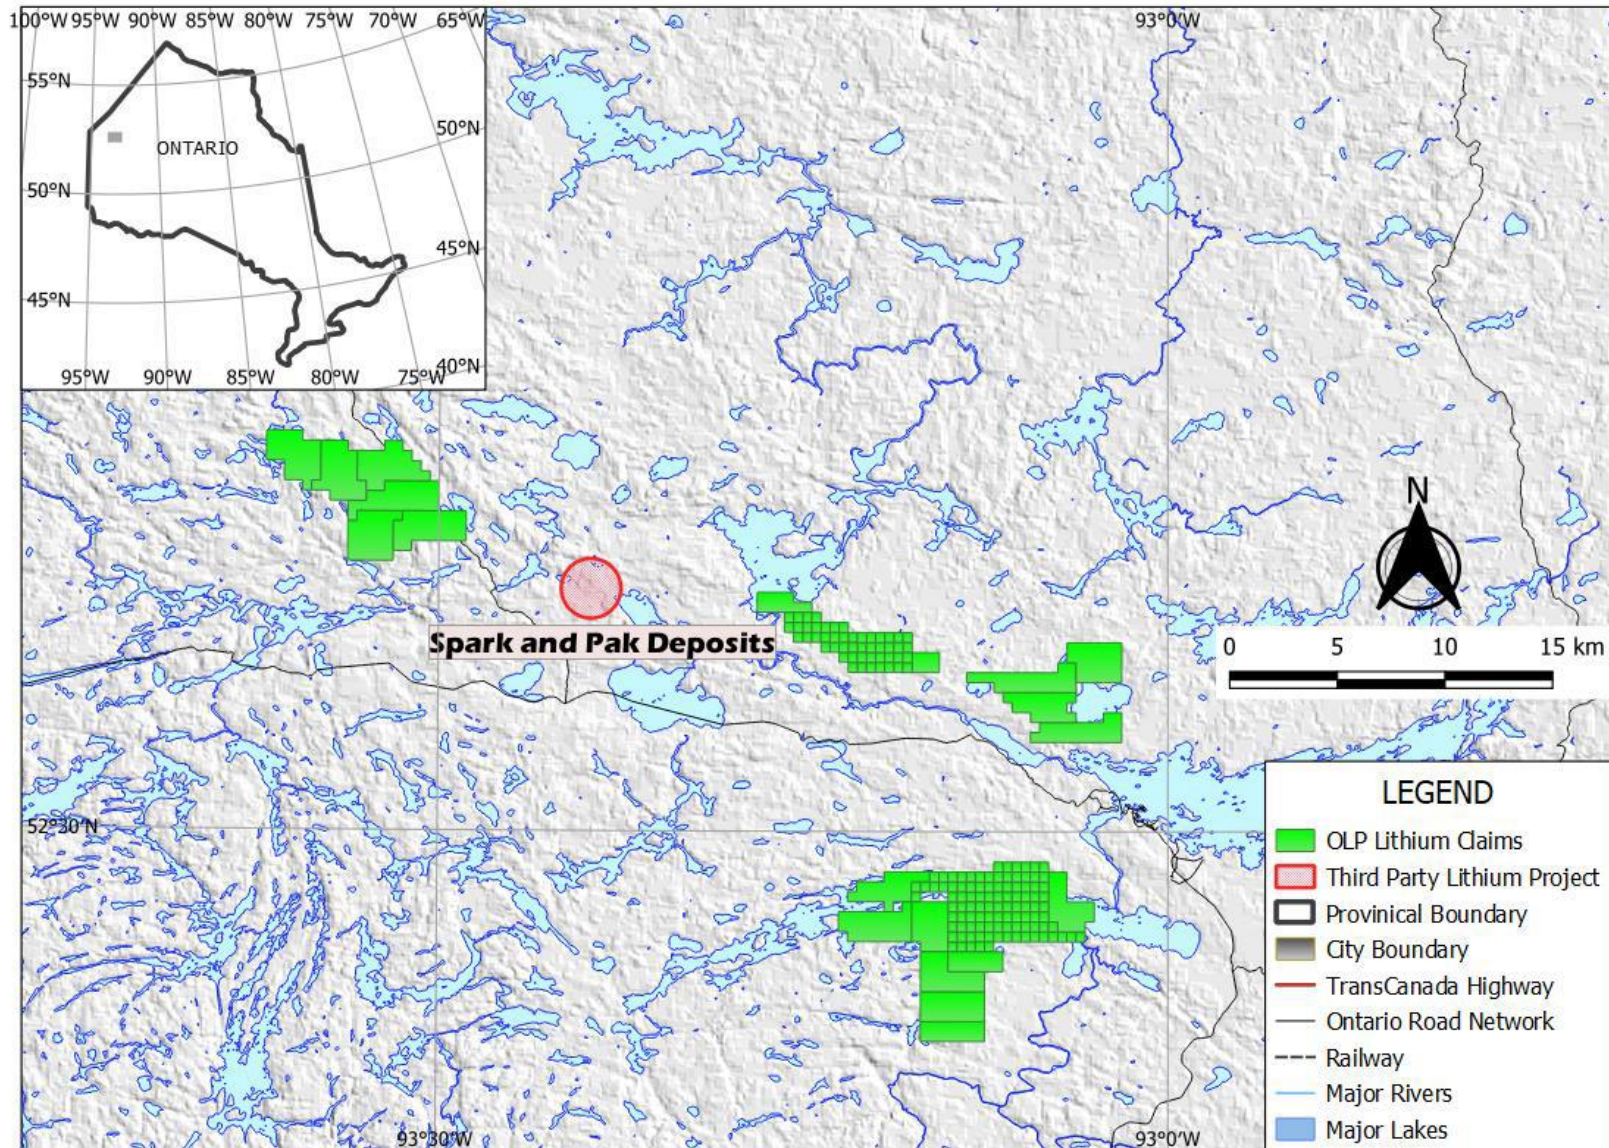 100°W 95°W 90°W 85°W 80°W 75°W 70°W 65°W
93°0'W
55°N
50°N
ONTARIO
50°N
45°N
45°N
40°N
95°W 90°W 85°W 80°W 75°W
N
Spark and Pak Deposits
0 5 10 15 km
52°30'N
LEGEND
OLP Lithium Claims
Third Party Lithium Project
Provinical Boundary
City Boundary
TransCanada Highway
Ontario Road Network
Railway
Major Rivers
Major Lakes
93°30'W
93°0'W